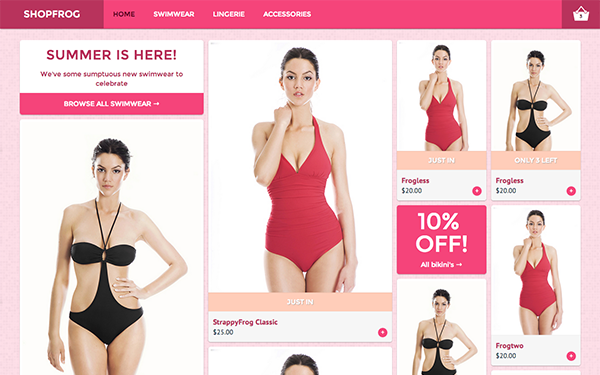 SHOPFROG
HOME SWIMWEAR LINGERIE ACCESSORIES
3
SUMMER IS HERE!
We've some sumptuous new swimwear to
celebrate
BROWSE ALL SWIMWEAR →
JUST IN
StrappyFrog Classic
$25.00
JUST IN
Frogless
$20.00
ONLY 3 LEFT
Frogless
$20.00
10%
OFF!
All bikini's →
Frogtwo
$20.00